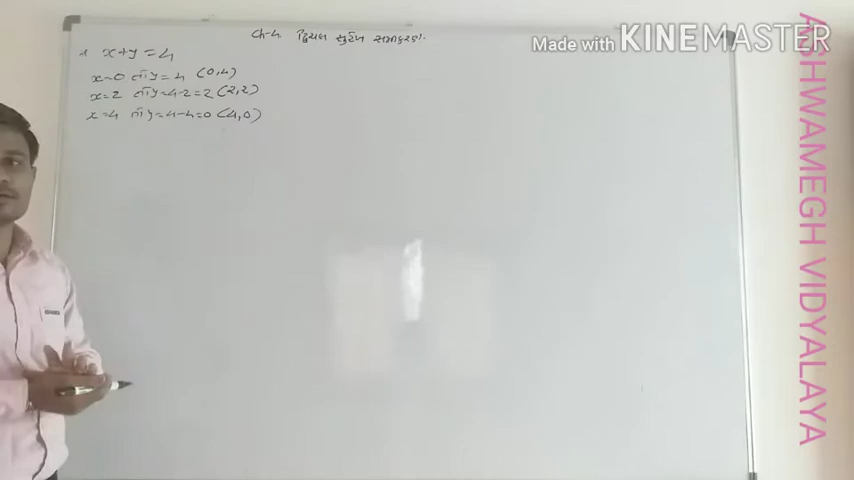 Ch-4. દ્વિચલ સુરેખ સમીકરણો.
Made with KINEMASTER
x+y=4
x=0 તો y=4 (0,4)
x=2 તો y=4-2=2 (2,2)
x=4 તો y=4-4=0 (4,0)
ASHWAMEGH VIDYALAYA